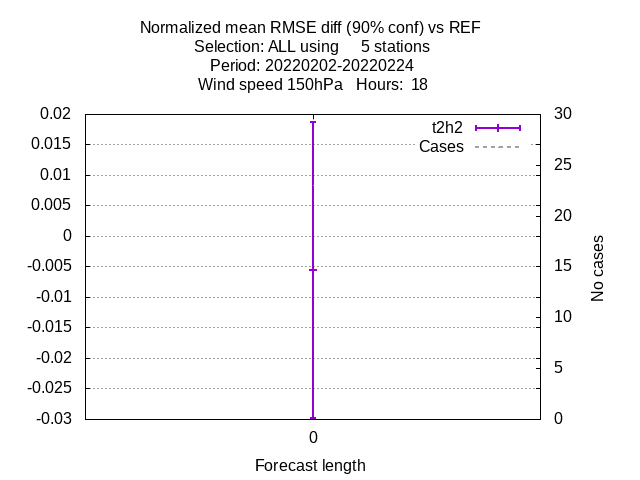 Normalized mean RMSE diff (90% conf) vs REF
Selection: ALL using     5 stations
Period: 20220202-20220224
Wind speed 150hPa   Hours:  18
t2h2
Cases
0.02
0.015
0.01
0.005
0
-0.005
-0.01
-0.015
-0.02
-0.025
-0.03
30
25
20
15
10
5
0
No cases
0
Forecast length